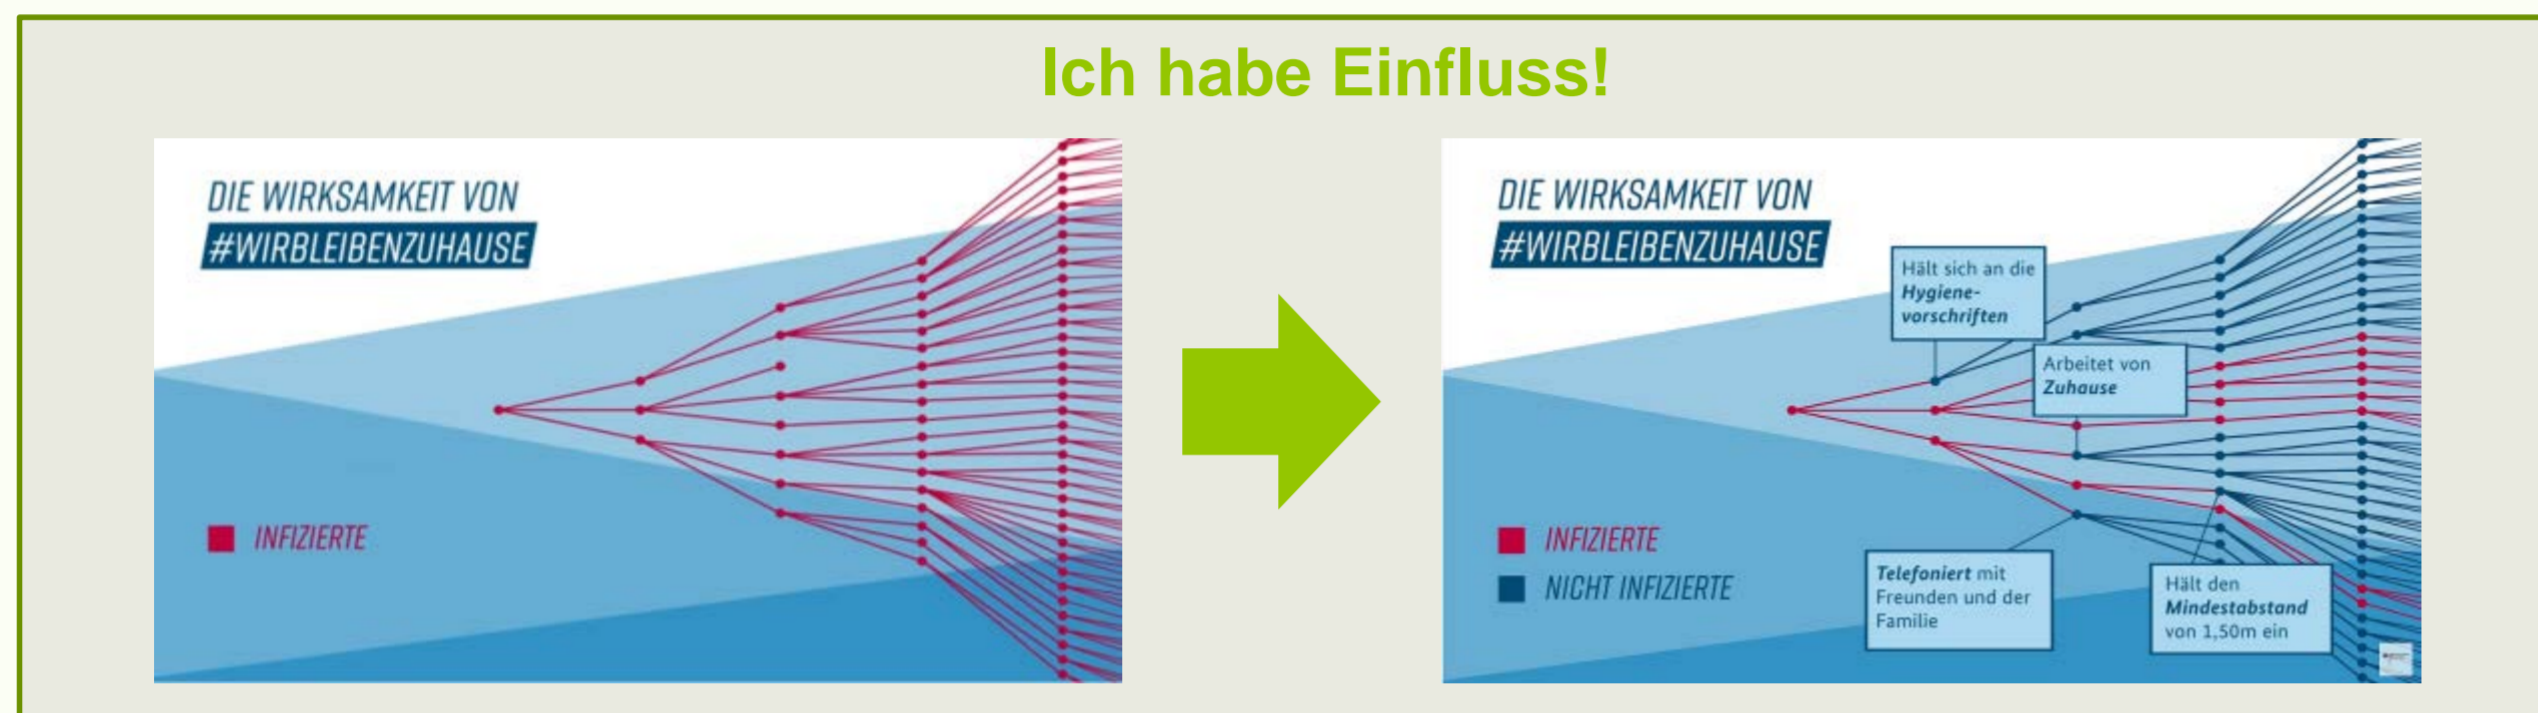 Ich habe Einfluss!
DIE WIRKSAMKEIT VON
#WIRBLEIBENZUHAUSE
INFIZIERTE
DIE WIRKSAMKEIT VON
#WIRBLEIBENZUHAUSE
Hält sich an die
Hygiene-
vorschriften
Arbeitet von
Zuhause
INFIZIERTE
NICHT INFIZIERTE
Telefoniert mit
Freunden und der
Familie
Hält den
Mindestabstand
von 1,50m ein